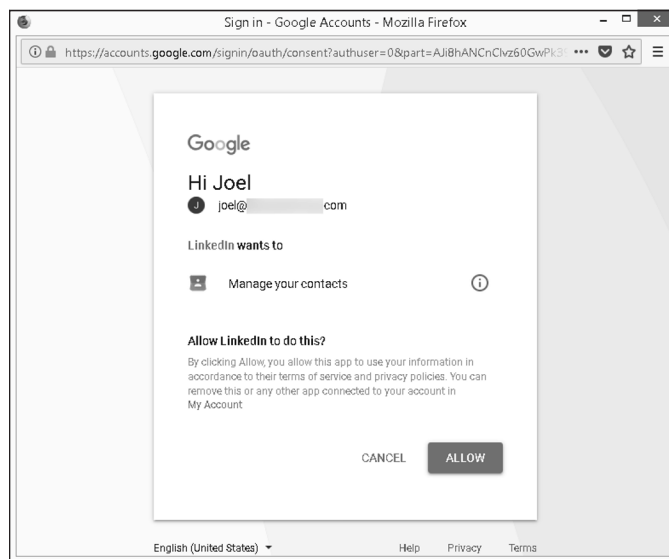 Sign in - Google Accounts - Mozilla Firefox
https://accounts.google.com/signin/oauth/consent?authuser=0&part=AJi8hANCnClvz60GwPk3
Google
Hi Joel
J joel@ com
LinkedIn wants to
Manage your contacts
Allow LinkedIn to do this?
By clicking Allow, you allow this app to use your information in
accordance to their terms of service and privacy policies. You can
remove this or any other app connected to your account in
My Account
CANCEL ALLOW
English (United States) Help Privacy Terms